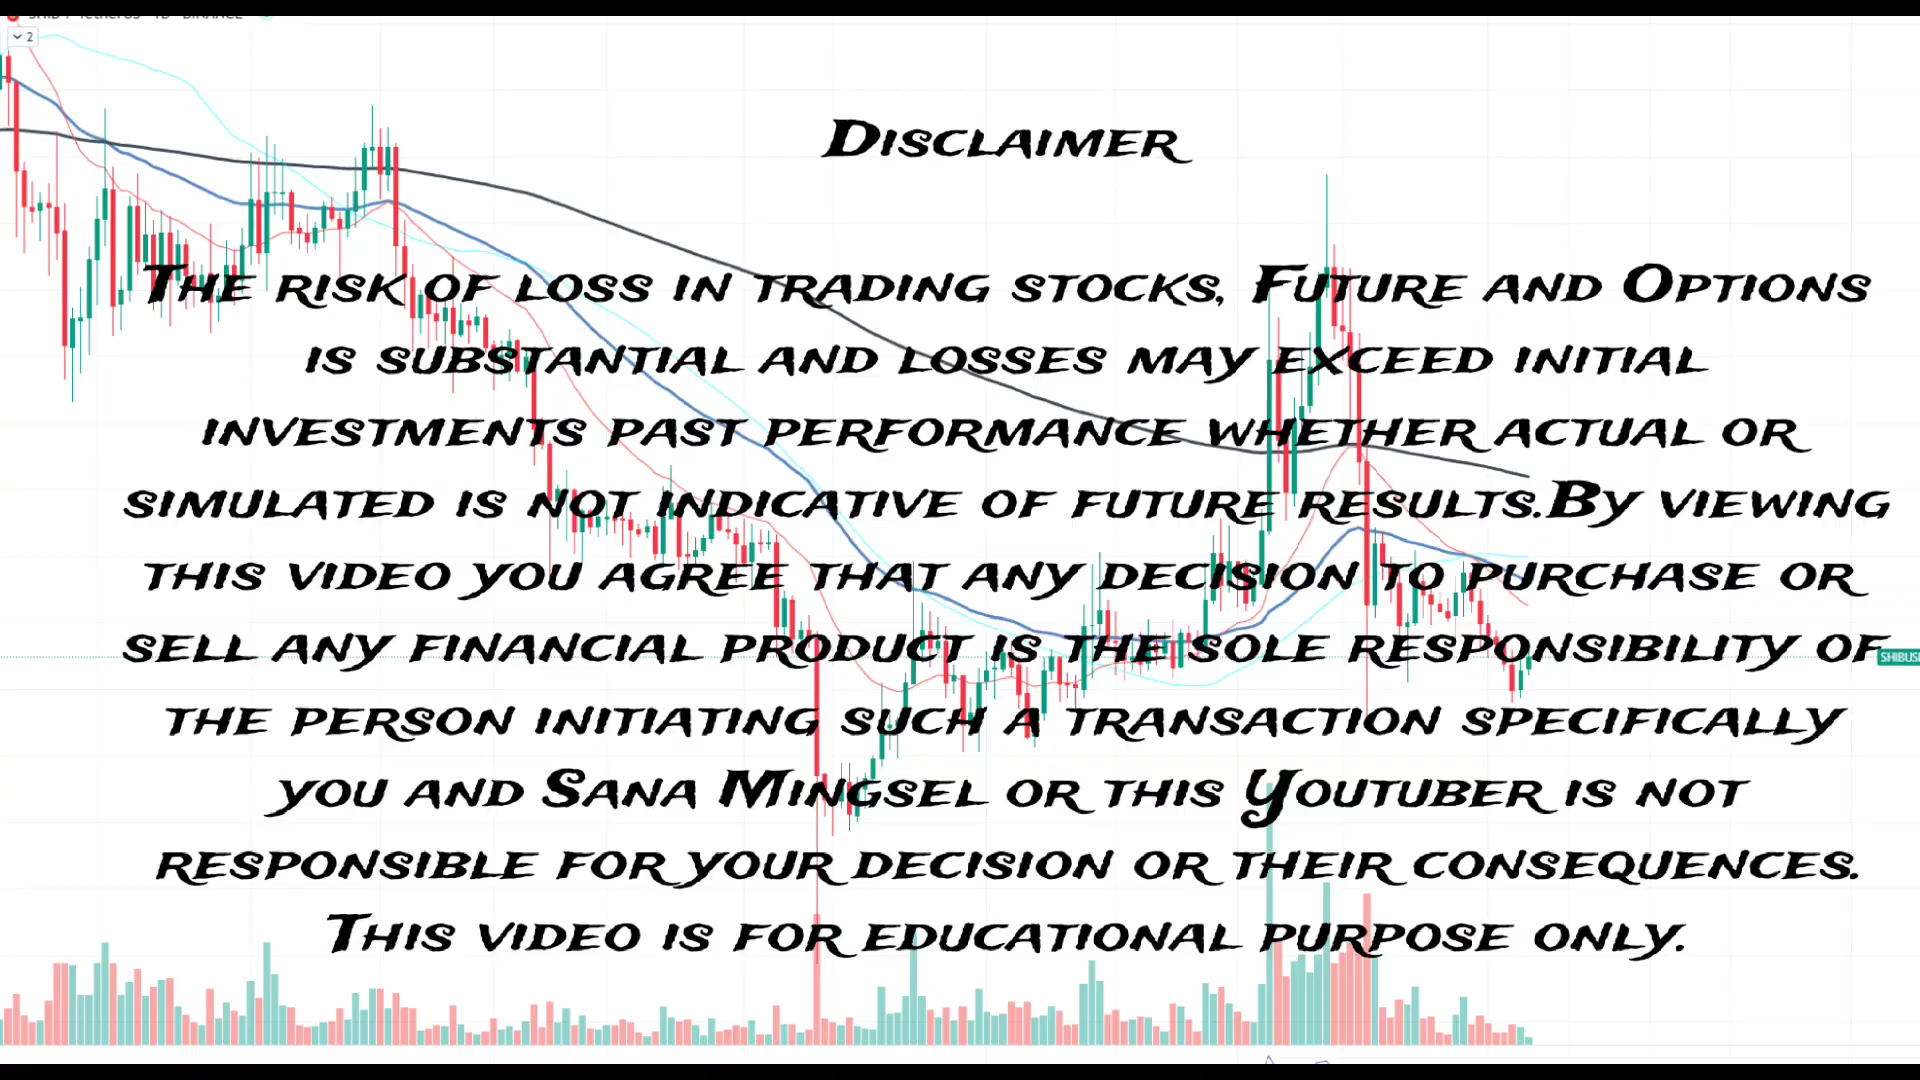 2
Disclaimer
The risk of loss in trading stocks, Future and Options
is substantial and losses may exceed initial
investments past performance whether actual or
simulated is not indicative of future results.By viewing
this video you agree that any decision to purchase or
sell any financial product is the sole responsibility of
SHIBUS
the person initiating such a transaction specifically
you and Sana Mingsel or this Youtuber is not
responsible for your decision or their consequences.
This video is for educational purpose only.